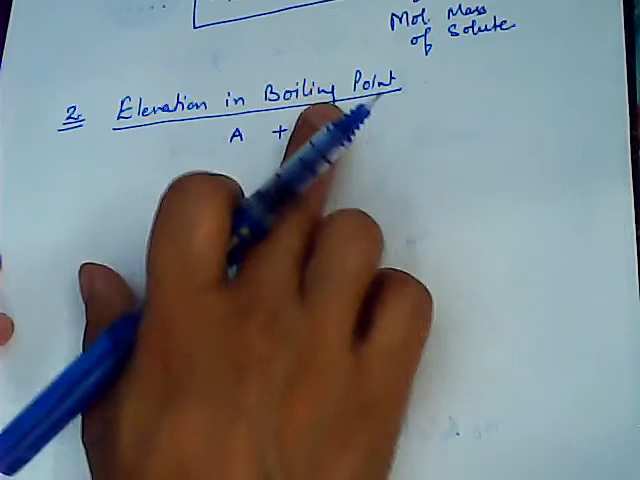 Mol. Mass
of Solute
2. Elevation in Boiling Point
A +